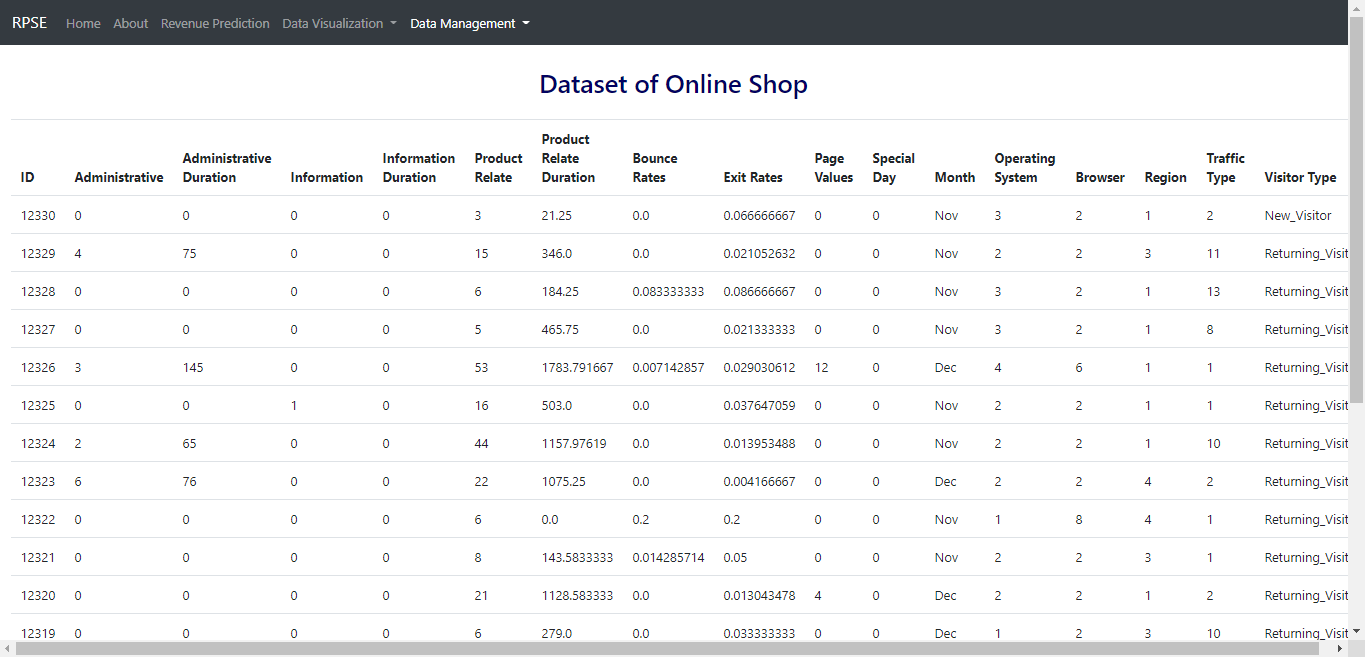 RPSE Home About Revenue Prediction Data Visualization Data Management
Dataset of Online Shop
ID Administrative Administrative Duration Information Information Duration Product Relate Product Relate Duration Bounce Rates Exit Rates Page Values Special Day Month Operating System Browser Region Traffic Type Visitor Type
12330 0 0 0 0 3 21.25 0.0 0.066666667 0 0 Nov 3 2 1 2 New_Visitor
12329 4 75 0 0 15 346.0 0.0 0.021052632 0 0 Nov 2 2 3 11 Returning_Visit
12328 0 0 0 0 6 184.25 0.083333333 0.086666667 0 0 Nov 3 2 1 13 Returning_Visit
12327 0 0 0 0 5 465.75 0.0 0.021333333 0 0 Nov 3 2 1 8 Returning_Visit
12326 3 145 0 0 53 1783.791667 0.007142857 0.029030612 12 0 Dec 4 6 1 1 Returning_Visit
12325 0 0 1 0 16 503.0 0.0 0.037647059 0 0 Nov 2 2 1 1 Returning_Visit
12324 2 65 0 0 44 1157.97619 0.0 0.013953488 0 0 Nov 2 2 1 10 Returning_Visit
12323 6 76 0 0 22 1075.25 0.0 0.004166667 0 0 Dec 2 2 4 2 Returning_Visit
12322 0 0 0 0 6 0.0 0.2 0.2 0 0 Nov 1 8 4 1 Returning_Visit
12321 0 0 0 0 8 143.5833333 0.014285714 0.05 0 0 Nov 2 2 3 1 Returning_Visit
12320 0 0 0 0 21 1128.583333 0.0 0.013043478 4 0 Dec 2 2 1 2 Returning_Visit
12319 0 0 0 0 6 279.0 0.0 0.033333333 0 0 Dec 1 2 3 10 Returning_Visit